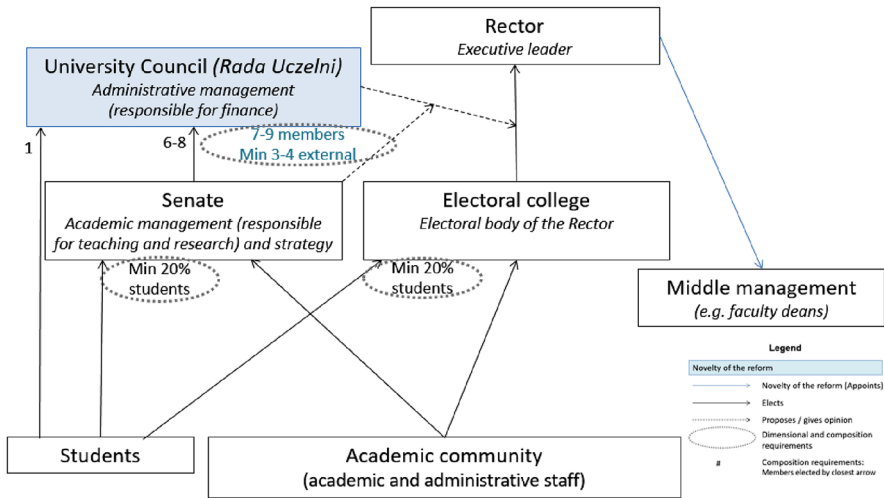 Rector
Executive leader
University Council (Rada Uczelni)
Administrative management
(responsible for finance)
1
6-8
7-9 members
Min 3-4 external
Senate
Academic management (responsible
for teaching and research) and strategy
Electoral college
Electoral body of the Rector
Min 20%
students
Min 20%
students
Middle management
(e.g. faculty deans)
Students
Academic community
(academic and administrative staff)
Legend
Novelty of the reform
Novelty of the reform (Appoints)
Elects
Proposes / gives opinion
Dimensional and composition
requirements
# Composition requirements:
Members elected by closest arrow